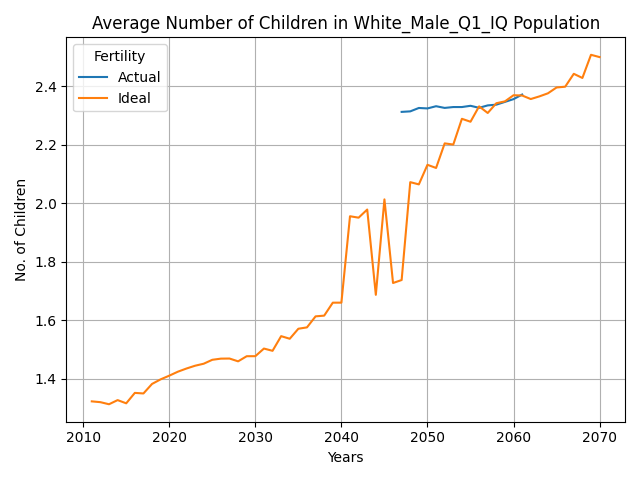 Average Number of Children in White_Male_Q1_IQ Population
Fertility
Actual
Ideal
No. of Children
2.4
2.2
2.0
1.8
1.6
1.4
2010 2020 2030 2040 2050 2060 2070
Years